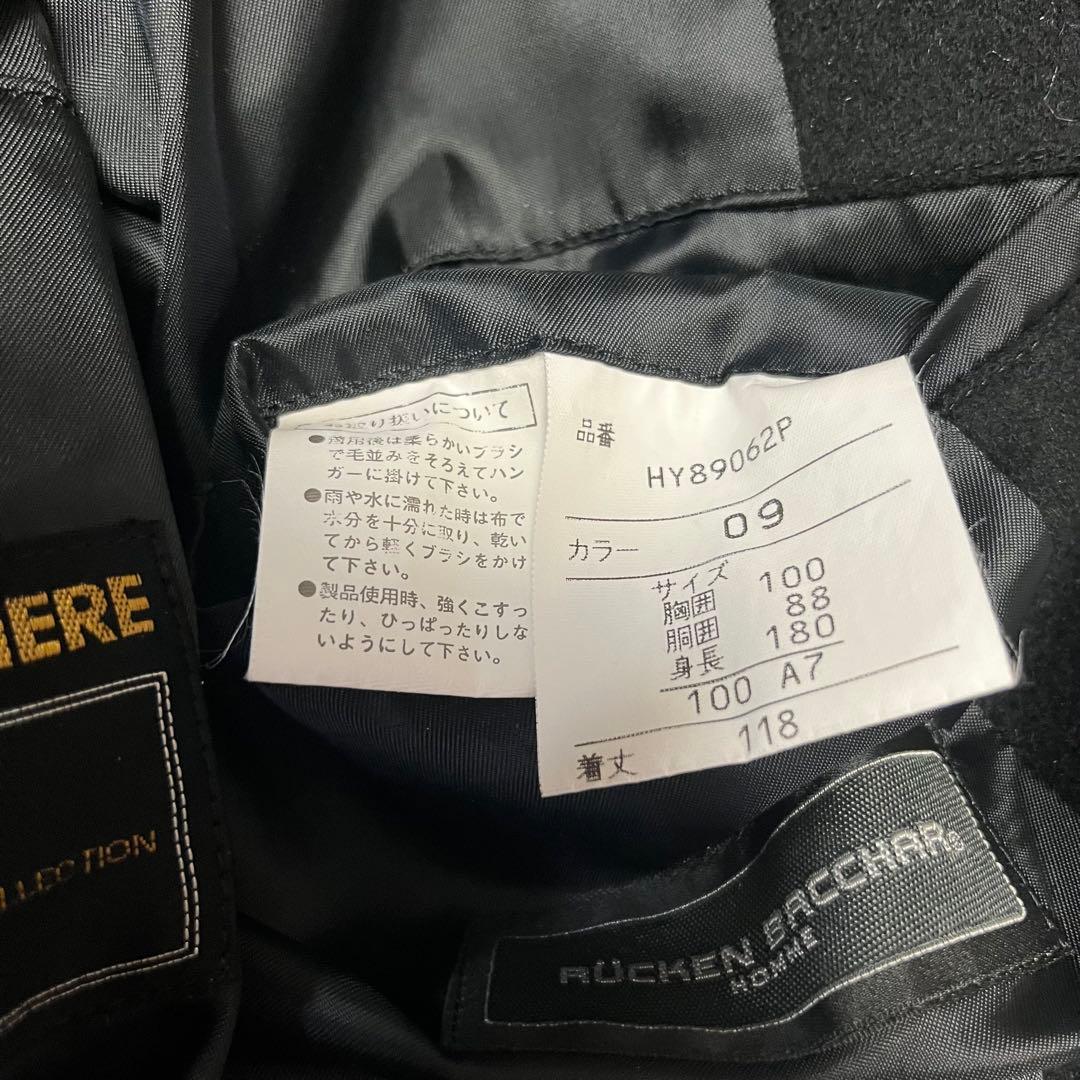 取り扱いについて
●着用後は柔らかいブラシ
で毛並みをそろえてハン
ガーに掛けて下さい。
●雨や水に濡れた時は布で
水分を十分に取り、乾い
てから軽くブラシをかけ
て下さい。
●製品使用時、強くこすっ
たり、ひっぱったりしな
いようにして下さい。
品番
HY89062P
カラー 09
サイズ
胸囲 100
胴囲 88
身長 180
100 A7
着丈 118
RÜCKEN BACCHAR®
HOMME
MERE
LLECTION